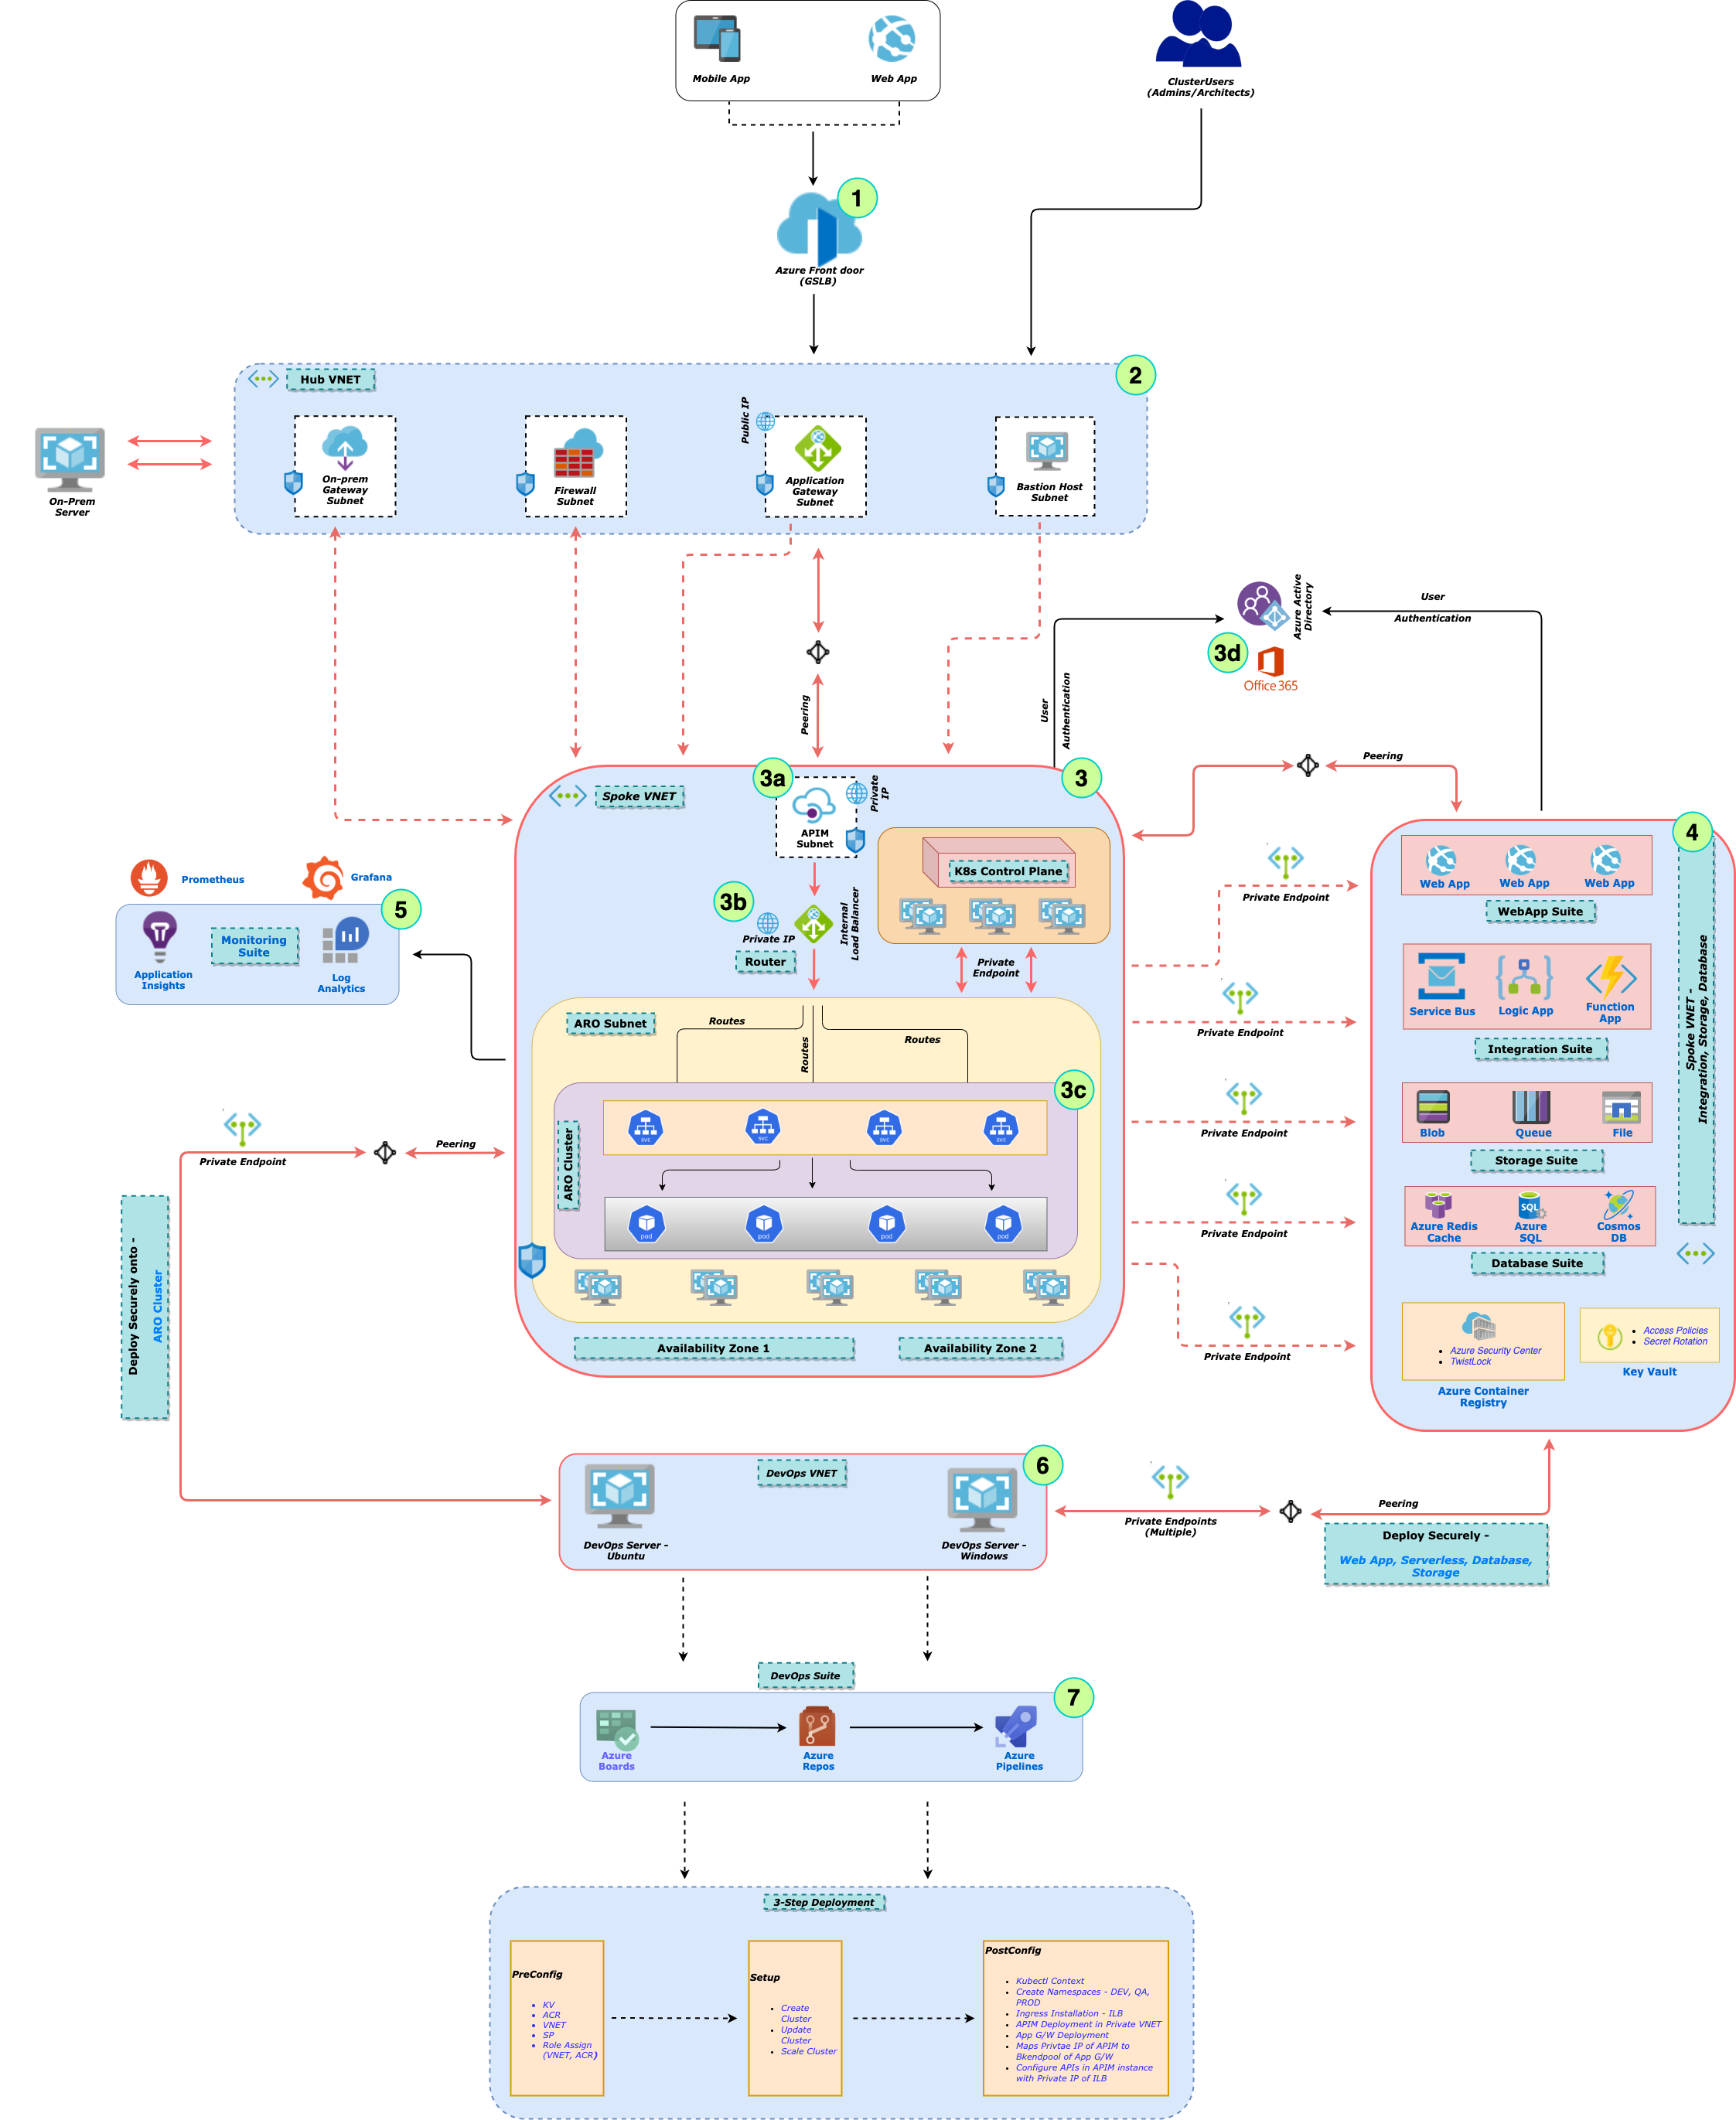 Mobile App
Web App
ClusterUsers
(Admins/Architects)
1
Azure Front door
(GSLB)
2
Hub VNET
Public IP
On-prem
Gateway
Subnet
Firewall
Subnet
Application
Gateway
Subnet
Bastion Host
Subnet
On-Prem
Server
Azure Active
Directory
User
Authentication
3d
Office 365
User
Authentication
Peering
Peering
3a
3
Spoke VNET
Private
IP
APIM
Subnet
K8s Control Plane
3b
Private IP
Internal
Load Balancer
Router
Private
Endpoint
ARO Subnet
Routes
Routes
Routes
3c
ARO Cluster
svc
svc
svc
svc
pod
pod
pod
pod
Availability Zone 1
Availability Zone 2
Prometheus
Grafana
5
Monitoring
Suite
Application
Insights
Log
Analytics
Private Endpoint
Peering
Deploy Securely onto -
ARO Cluster
Private Endpoint
Private Endpoint
Private Endpoint
Private Endpoint
Private Endpoint
4
Spoke VNET -
Integration, Storage, Database
Web App
Web App
Web App
WebApp Suite
Service Bus
Logic App
Function
App
Integration Suite
Blob
Queue
File
Storage Suite
Azure Redis
Cache
Azure
SQL
SQL
Cosmos
DB
Database Suite
• Azure Security Center
• TwistLock
Azure Container
Registry
• Access Policies
• Secret Rotation
Key Vault
6
DevOps VNET
DevOps Server -
Ubuntu
DevOps Server -
Windows
Private Endpoints
(Multiple)
Peering
Deploy Securely -
Web App, Serverless, Database,
Storage
DevOps Suite
7
Azure
Boards
Azure
Repos
Azure
Pipelines
3-Step Deployment
PreConfig
• KV
• ACR
• VNET
• SP
• Role Assign
(VNET, ACR)
Setup
• Create
Cluster
• Update
Cluster
• Scale Cluster
PostConfig
• Kubectl Context
• Create Namespaces - DEV, QA,
PROD
• Ingress Installation - ILB
• APIM Deployment in Private VNET
• App G/W Deployment
• Maps Privtae IP of APIM to
Bkendpool of App G/W
• Configure APIs in APIM instance
with Private IP of ILB